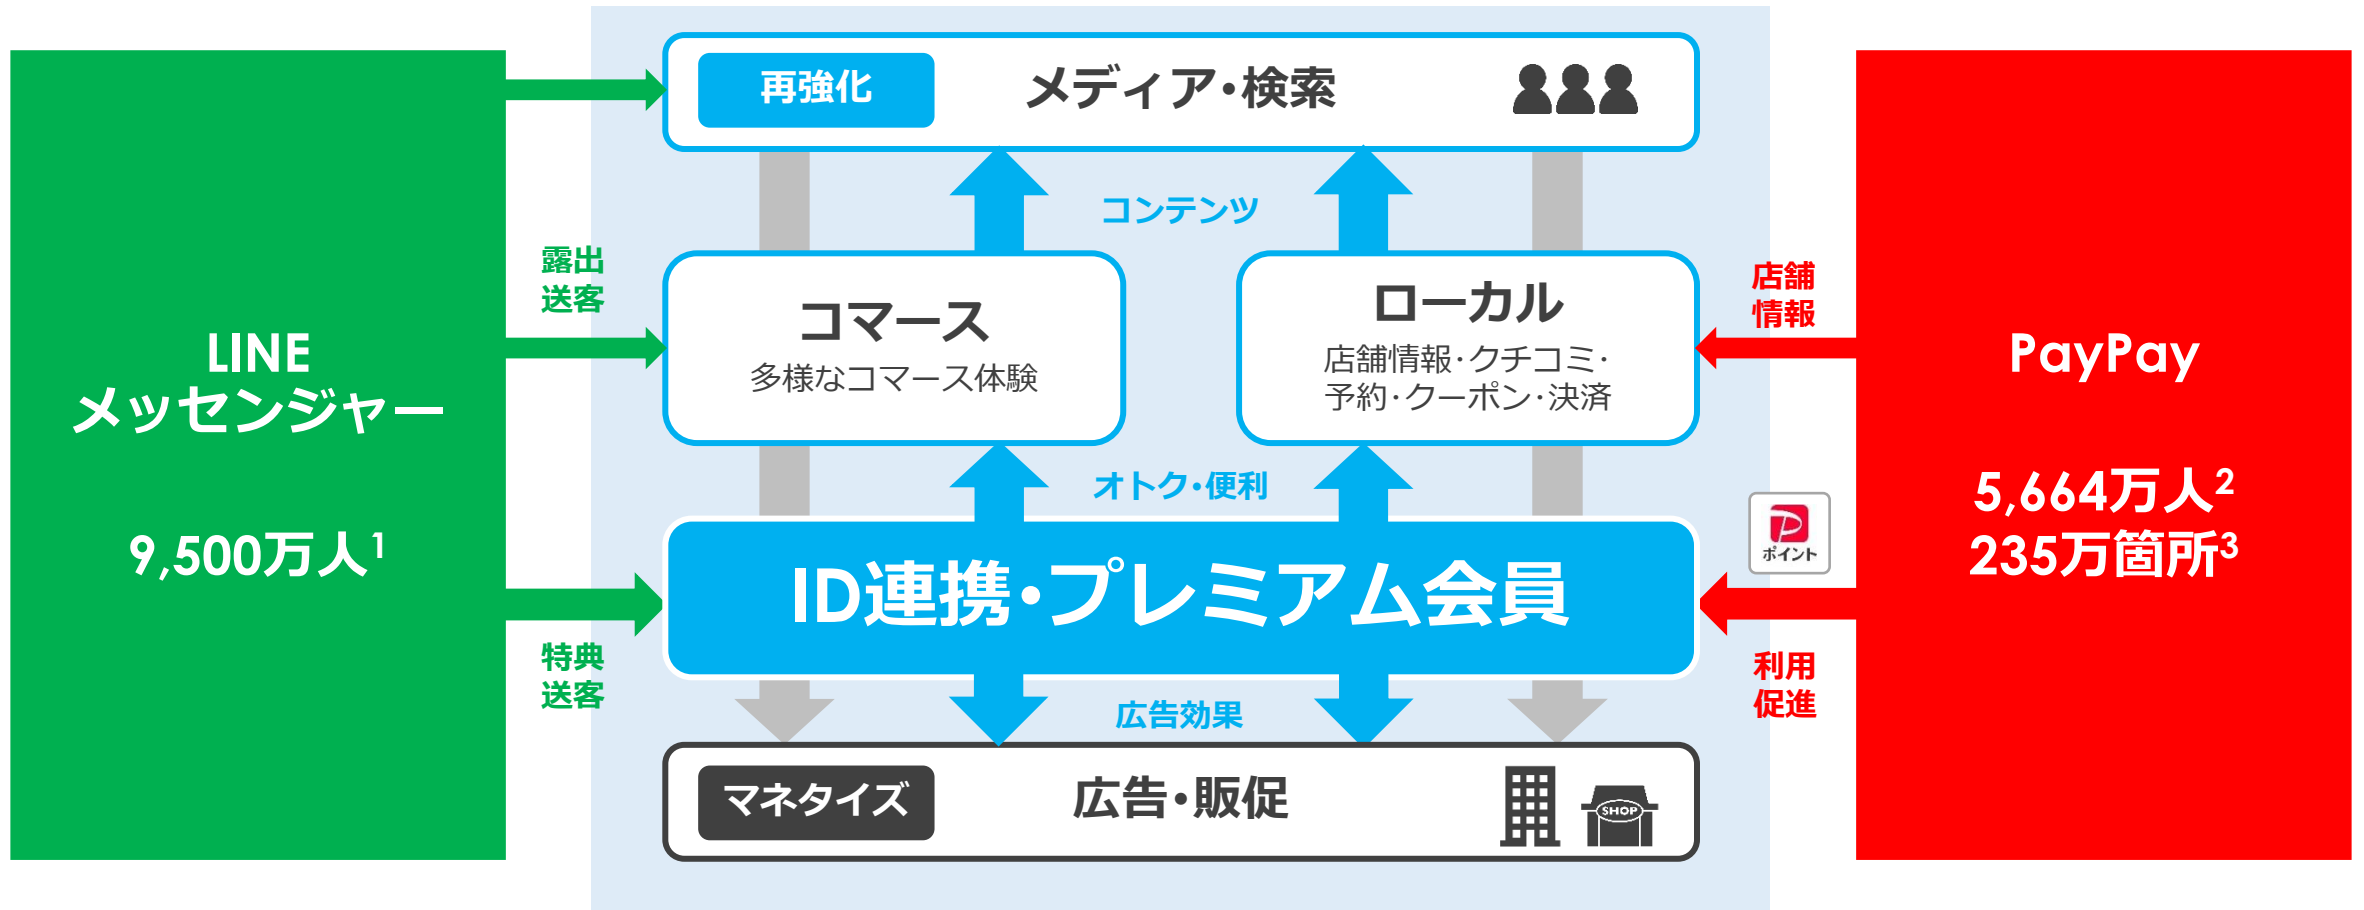 LINE
メッセンジャー
9,500万人1
露出
送客
特典
送客
再強化
メディア・検索
コンテンツ
コマース
多様なコマース体験
ローカル
店舗情報・クチコミ・
予約・クーポン・決済
オトク・便利
ID連携・プレミアム会員
広告効果
マネタイズ
広告・販促
SHOP
店舗
情報
P
ポイント
利用
促進
PayPay
5,664万人2
235万箇所3